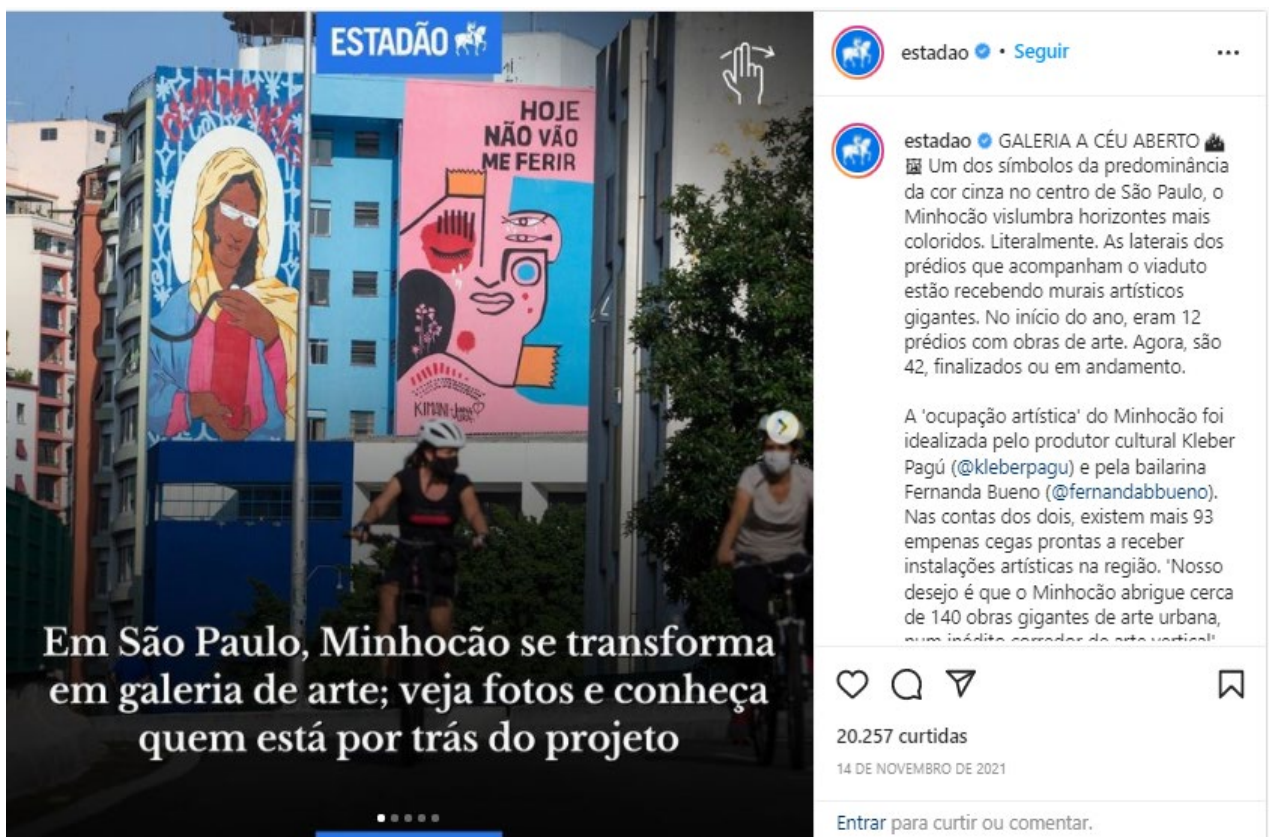 ESTADÃO
HOJE
NÃO VÃO
ME FERIR
Em São Paulo, Minhocão se transforma
em galeria de arte; veja fotos e conheça
quem está por trás do projeto
estadao • Seguir
estadao GALERIA A CÉU ABERTO
Um dos símbolos da predominância
da cor cinza no centro de São Paulo, o
Minhocão vislumbra horizontes mais
coloridos. Literalmente. As laterais dos
prédios que acompanham o viaduto
estão recebendo murais artísticos
gigantes. No início do ano, eram 12
prédios com obras de arte. Agora, são
42, finalizados ou em andamento.
A 'ocupação artística' do Minhocão foi
idealizada pelo produtor cultural Kleber
Pagú (@kleberpagu) e pela bailarina
Fernanda Bueno (@fernandabbueno).
Nas contas dos dois, existem mais 93
empenas cegas prontas a receber
instalações artísticas na região. 'Nosso
desejo é que o Minhocão abrigue cerca
de 140 obras gigantes de arte urbana,
num inédito corredor de arte vertical'
20.257 curtidas
14 DE NOVEMBRO DE 2021
Entrar para curtir ou comentar.